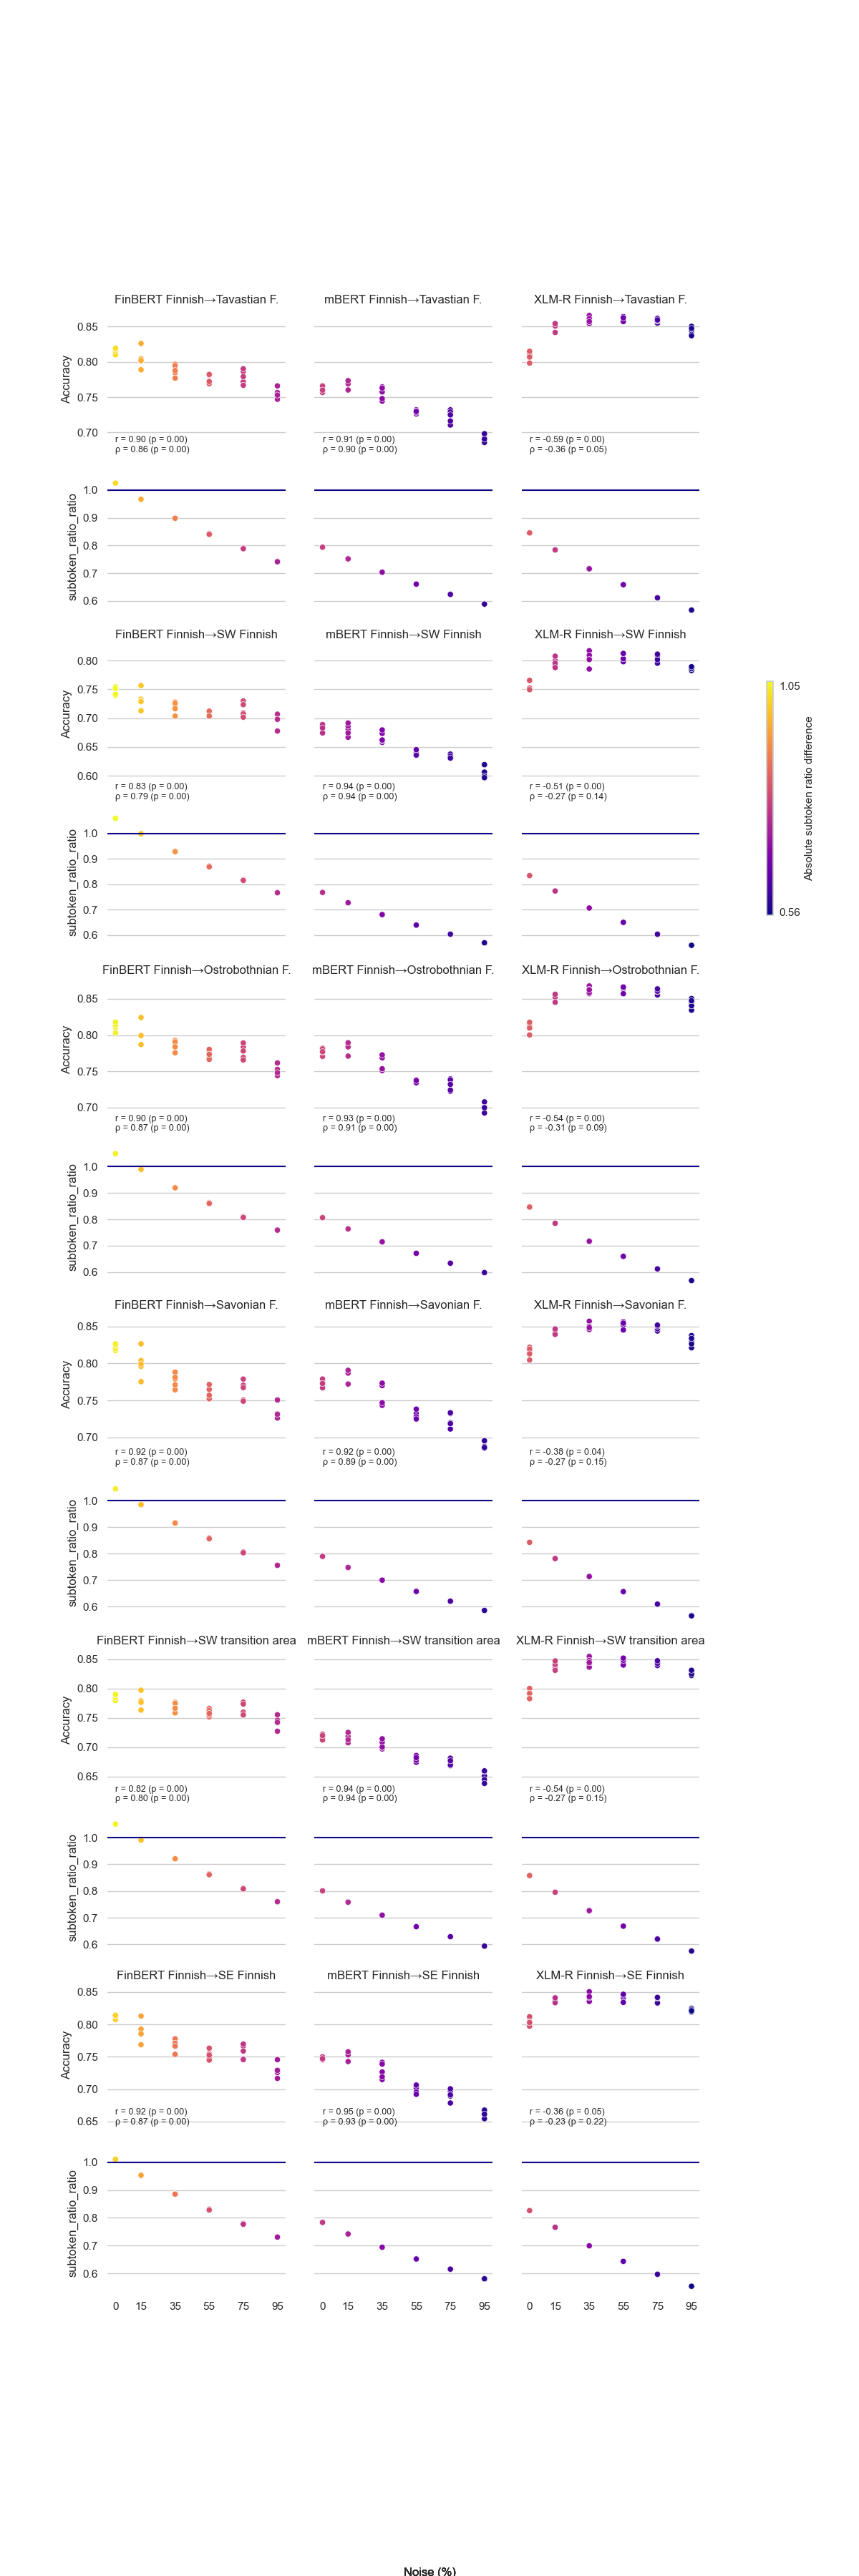 FinBERT Finnish→Tavastian F. mBERT Finnish→Tavastian F. XLM-R Finnish→Tavastian F.
Accuracy
0.85
0.80
0.75
0.70
r = 0.90 (p = 0.00) r = 0.91 (p = 0.00) r = -0.59 (p = 0.00)
ρ = 0.86 (p = 0.00) ρ = 0.90 (p = 0.00) ρ = -0.36 (p = 0.05)
subtoken_ratio_ratio
1.0
0.9
0.8
0.7
0.6
FinBERT Finnish→SW Finnish mBERT Finnish→SW Finnish XLM-R Finnish→SW Finnish
Accuracy
0.80
0.75
0.70
0.65
0.60
r = 0.83 (p = 0.00) r = 0.94 (p = 0.00) r = -0.51 (p = 0.00)
ρ = 0.79 (p = 0.00) ρ = 0.94 (p = 0.00) ρ = -0.27 (p = 0.14)
subtoken_ratio_ratio
1.0
0.9
0.8
0.7
0.6
1.05
Absolute subtoken ratio difference
0.56
FinBERT Finnish→Ostrobothnian F. mBERT Finnish→Ostrobothnian F. XLM-R Finnish→Ostrobothnian F.
Accuracy
0.85
0.80
0.75
0.70
r = 0.90 (p = 0.00) r = 0.93 (p = 0.00) r = -0.54 (p = 0.00)
ρ = 0.87 (p = 0.00) ρ = 0.91 (p = 0.00) ρ = -0.31 (p = 0.09)
subtoken_ratio_ratio
1.0
0.9
0.8
0.7
0.6
FinBERT Finnish→Savonian F. mBERT Finnish→Savonian F. XLM-R Finnish→Savonian F.
Accuracy
0.85
0.80
0.75
0.70
r = 0.92 (p = 0.00) r = 0.92 (p = 0.00) r = -0.38 (p = 0.04)
ρ = 0.87 (p = 0.00) ρ = 0.89 (p = 0.00) ρ = -0.27 (p = 0.15)
subtoken_ratio_ratio
1.0
0.9
0.8
0.7
0.6
FinBERT Finnish→SW transition area mBERT Finnish→SW transition area XLM-R Finnish→SW transition area
Accuracy
0.85
0.80
0.75
0.70
0.65
r = 0.82 (p = 0.00) r = 0.94 (p = 0.00) r = -0.54 (p = 0.00)
ρ = 0.80 (p = 0.00) ρ = 0.94 (p = 0.00) ρ = -0.27 (p = 0.15)
subtoken_ratio_ratio
1.0
0.9
0.8
0.7
0.6
FinBERT Finnish→SE Finnish mBERT Finnish→SE Finnish XLM-R Finnish→SE Finnish
Accuracy
0.85
0.80
0.75
0.70
0.65
r = 0.92 (p = 0.00) r = 0.95 (p = 0.00) r = -0.36 (p = 0.05)
ρ = 0.87 (p = 0.00) ρ = 0.93 (p = 0.00) ρ = -0.23 (p = 0.22)
subtoken_ratio_ratio
1.0
0.9
0.8
0.7
0.6
0 15 35 55 75 95 0 15 35 55 75 95 0 15 35 55 75 95
Noise (%)